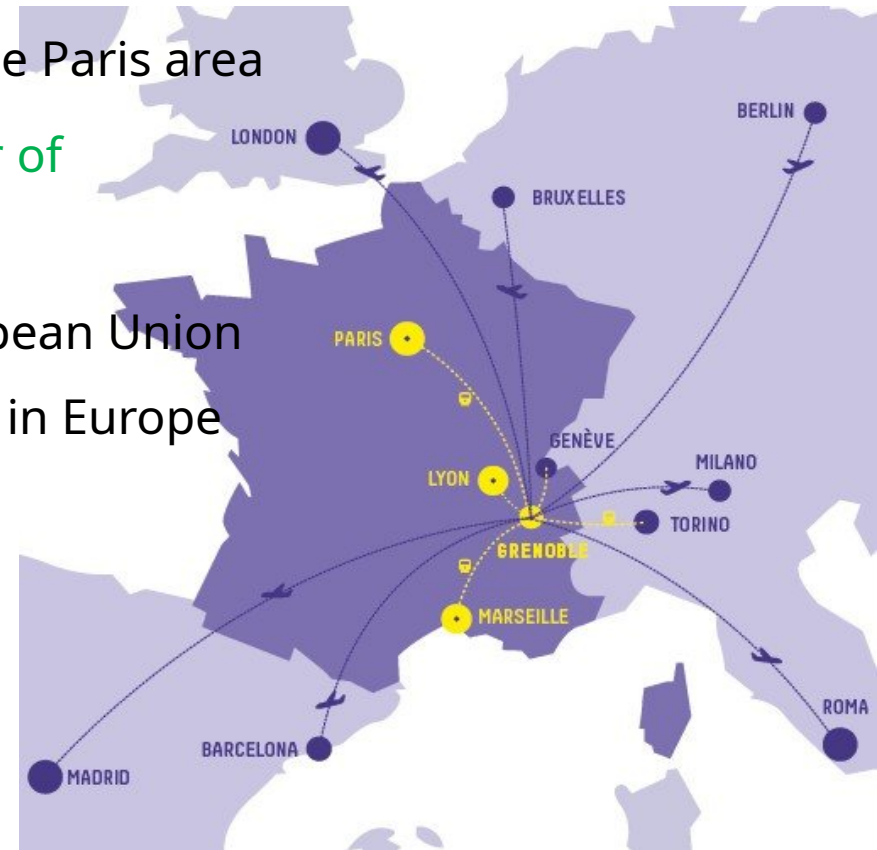 e Paris area
r of
pean Union
in Europe
LONDON
BERLIN
BRUXELLES
PARIS
GENÈVE
LYON
MILANO
TORINO
GRENOBLE
MARSEILLE
ROMA
BARCELONA
MADRID